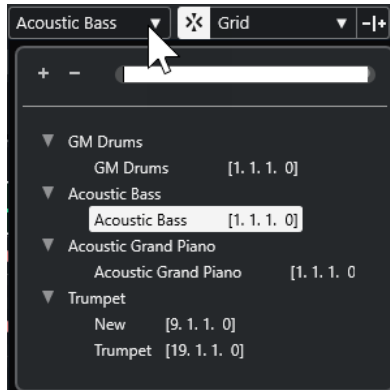 Acoustic Bass Grid
+ −
GM Drums
GM Drums [1. 1. 1. 0]
Acoustic Bass
Acoustic Bass [1. 1. 1. 0]
Acoustic Grand Piano
Acoustic Grand Piano [1. 1. 1. 0
Trumpet
New [9. 1. 1. 0]
Trumpet [19. 1. 1. 0]